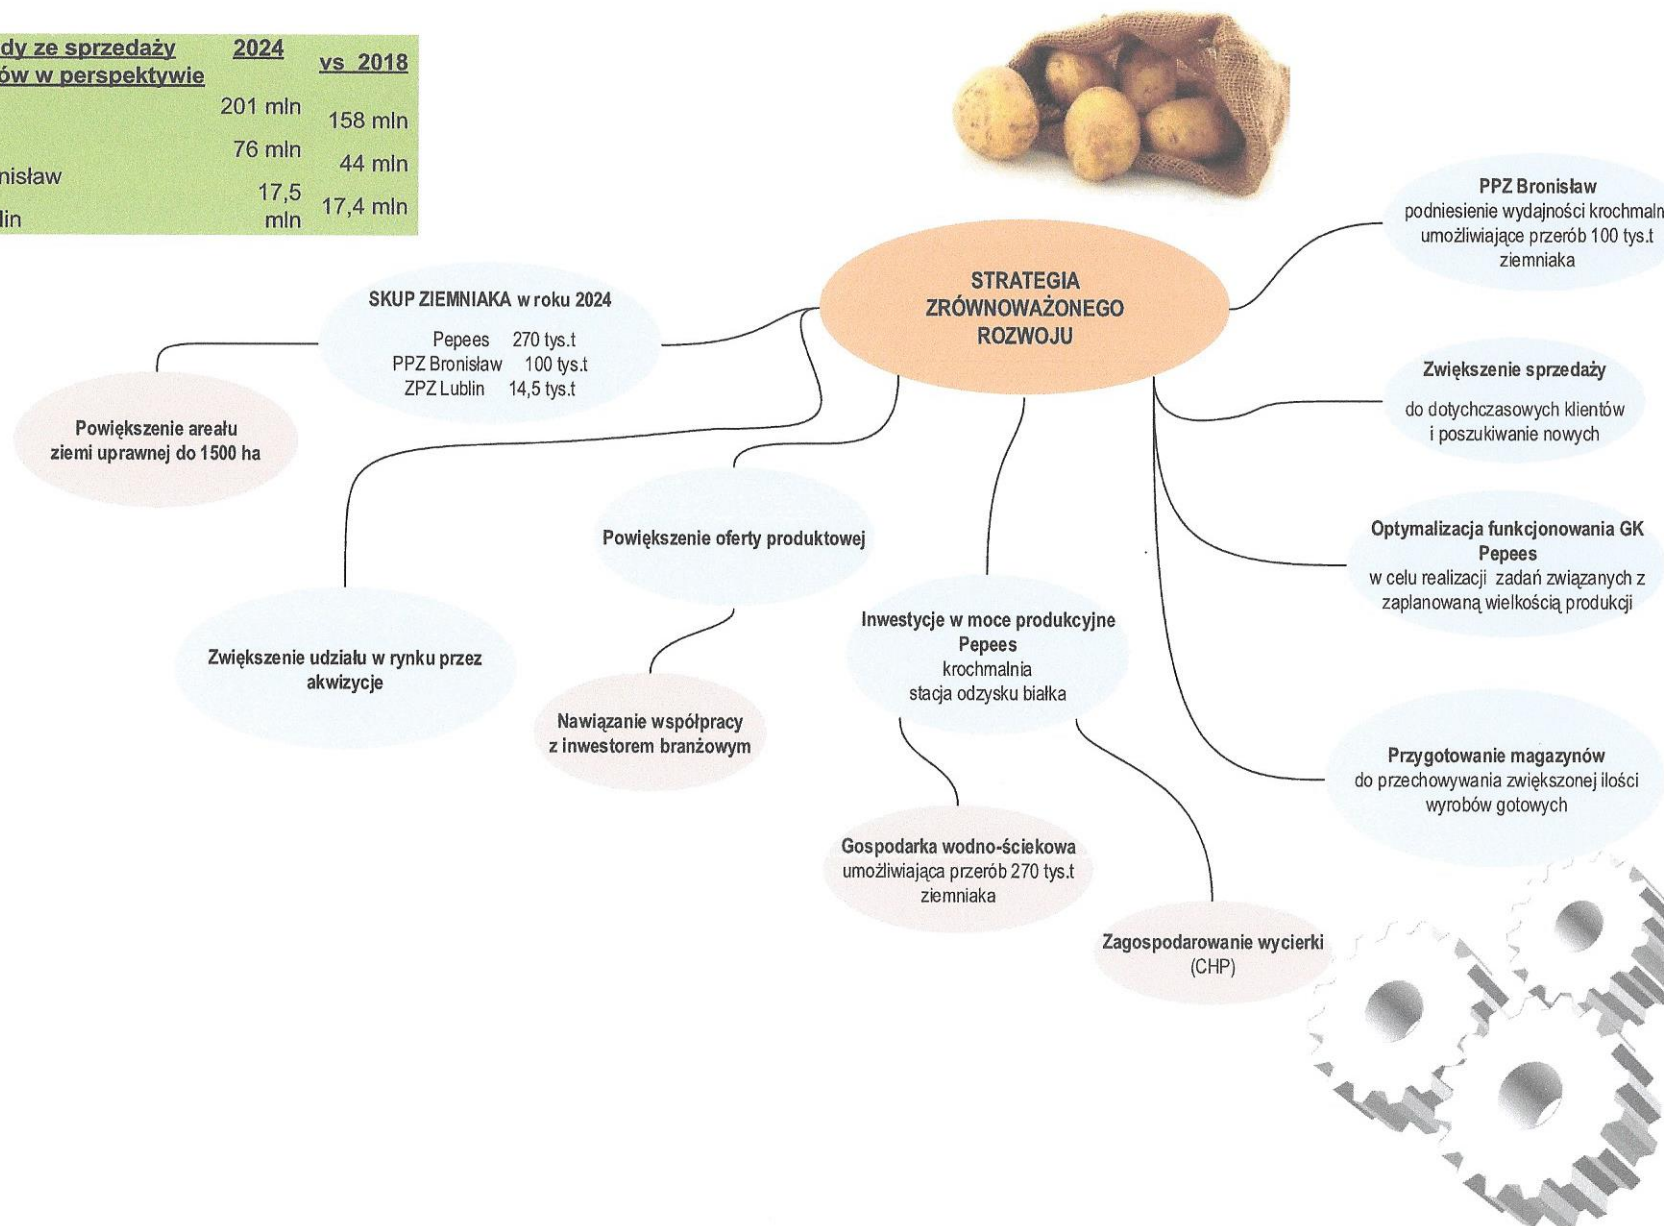 dy ze sprzedaży 2024 vs 2018
ów w perspektywie
201 mln 158 mln
76 mln 44 mln
nisław
17,5 17,4 mln
lin mln
STRATEGIA
ZRÓWNOWAŻONEGO
ROZWOJU
SKUP ZIEMNIAKA w roku 2024
Pepees 270 tys.t
PPZ Bronisław 100 tys.t
ZPZ Lublin 14,5 tys.t
Powiększenie areału
ziemi uprawnej do 1500 ha
Zwiększenie udziału w rynku przez
akwizycje
Powiększenie oferty produktowej
Nawiązanie współpracy
z inwestorem branżowym
Inwestycje w moce produkcyjne
Pepees
krochmalnia
stacja odzysku białka
Gospodarka wodno-ściekowa
umożliwiająca przerób 270 tys.t
ziemniaka
Zagospodarowanie wycierki
(CHP)
PPZ Bronisław
podniesienie wydajności krochmaln
umożliwiające przerób 100 tys.t
ziemniaka
Zwiększenie sprzedaży
do dotychczasowych klientów
i poszukiwanie nowych
Optymalizacja funkcjonowania GK
Pepees
w celu realizacji zadań związanych z
zaplanowaną wielkością produkcji
Przygotowanie magazynów
do przechowywania zwiększonej ilości
wyrobów gotowych